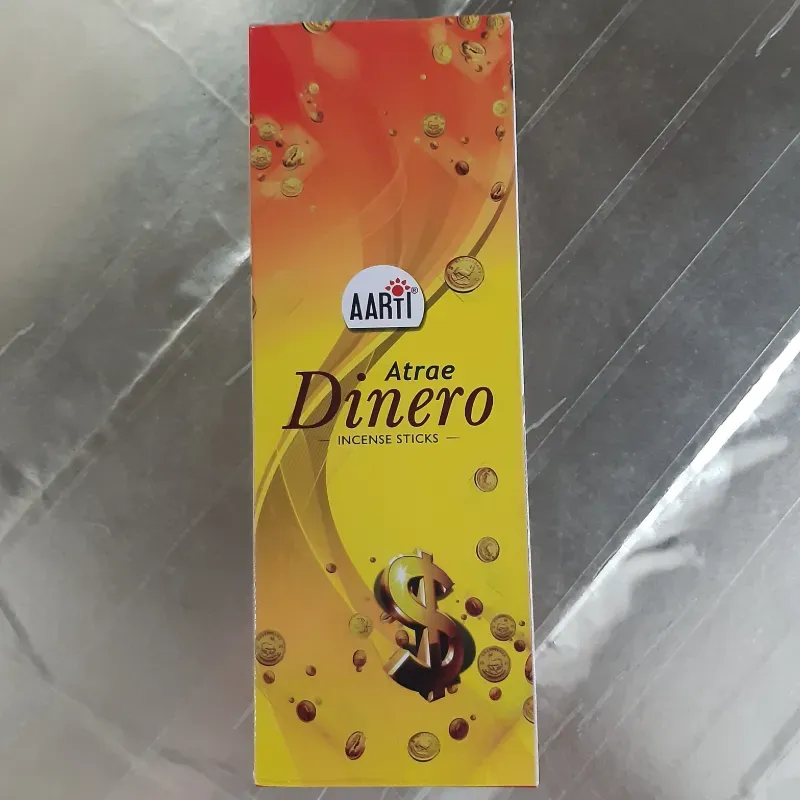 AARTI®
Atrae
Dinero
INCENSE STICKS